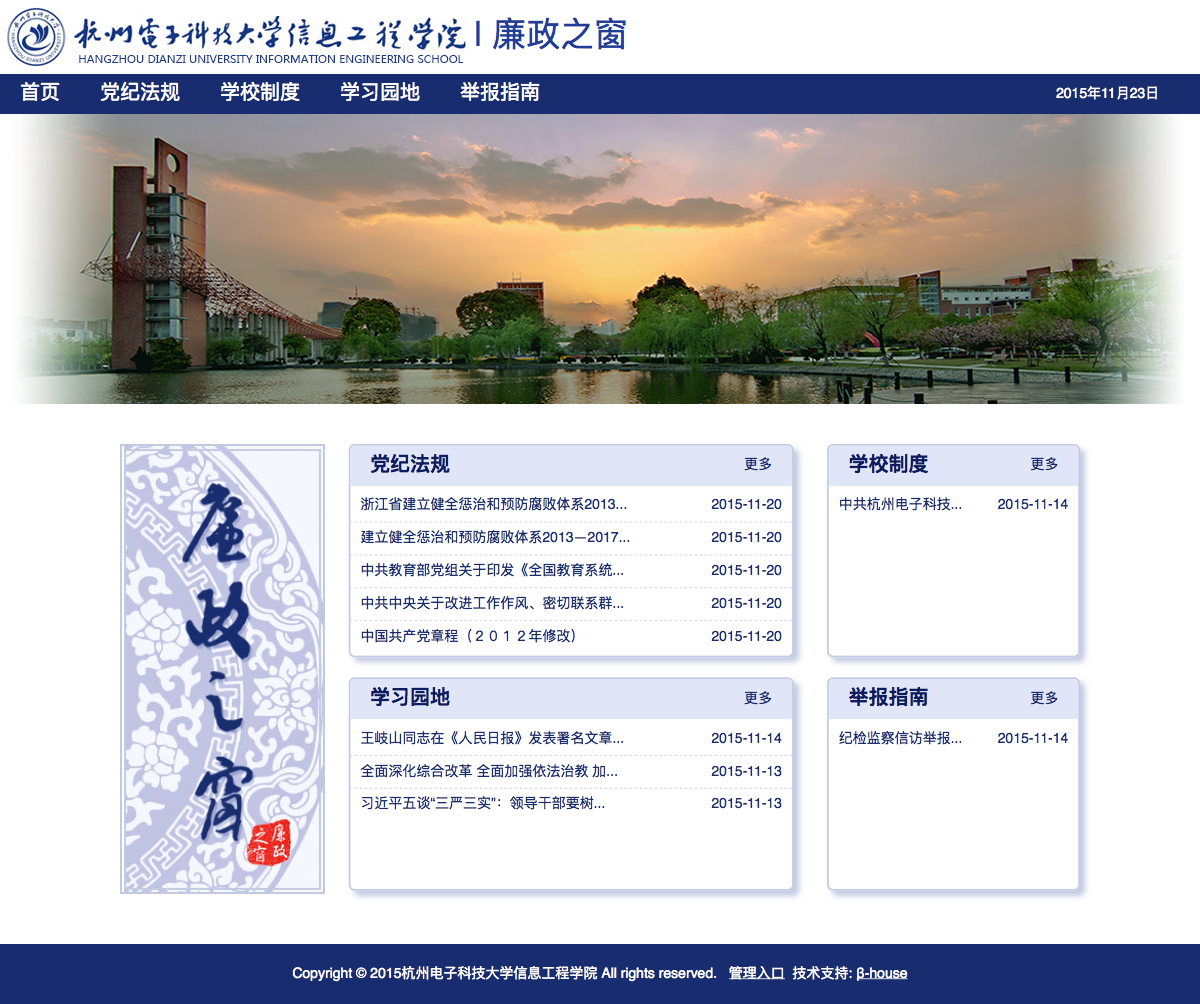 杭州電子科技大学信息工程学院 | 廉政之窗
HANGZHOU DIANZI UNIVERSITY INFORMATION ENGINEERING SCHOOL
首页 党纪法规 学校制度 学习园地 举报指南 2015年11月23日
廉政之窗
廉政之窗
党纪法规 更多
浙江省建立健全惩治和预防腐败体系2013... 2015-11-20
建立健全惩治和预防腐败体系2013—2017... 2015-11-20
中共教育部党组关于印发《全国教育系统... 2015-11-20
中共中央关于改进工作作风、密切联系群... 2015-11-20
中国共产党章程（２０１２年修改） 2015-11-20
学校制度 更多
中共杭州电子科技... 2015-11-14
学习园地 更多
王岐山同志在《人民日报》发表署名文章... 2015-11-14
全面深化综合改革 全面加强依法治教 加... 2015-11-13
习近平五谈“三严三实”：领导干部要树... 2015-11-13
举报指南 更多
纪检监察信访举报... 2015-11-14
Copyright © 2015杭州电子科技大学信息工程学院 All rights reserved. 管理入口 技术支持: β-house